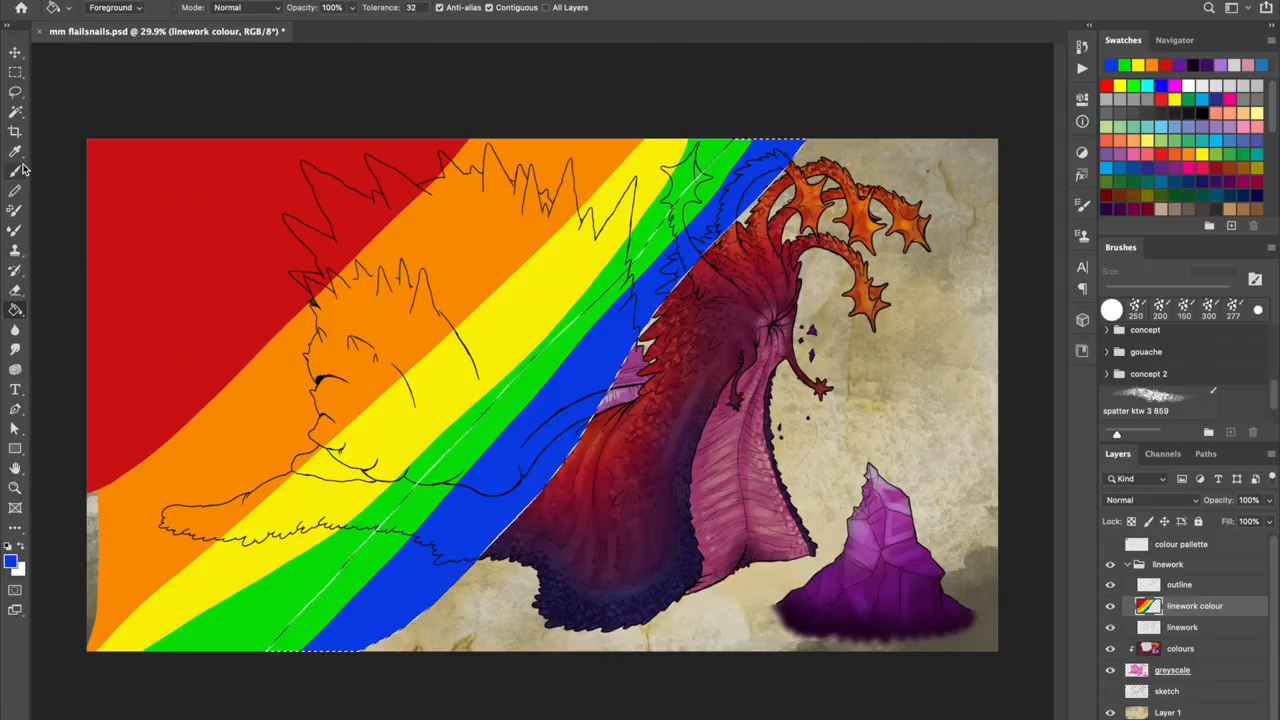 Foreground Mode: Normal Opacity: 100% Tolerance: 32 Anti-alias Contiguous All Layers
mm flailsnails.psd @ 29.9% (linework colour, RGB/8*) *
Swatches Navigator
Brushes
Size:
250 200 150 300 277
concept
gouache
concept 2
spatter ktw 3 859
Layers Channels Paths
Kind
Normal Opacity: 100%
Lock: Fill: 100%
colour pallette
linework
outline
linework colour
linework
colours
greyscale
sketch
Layer 1